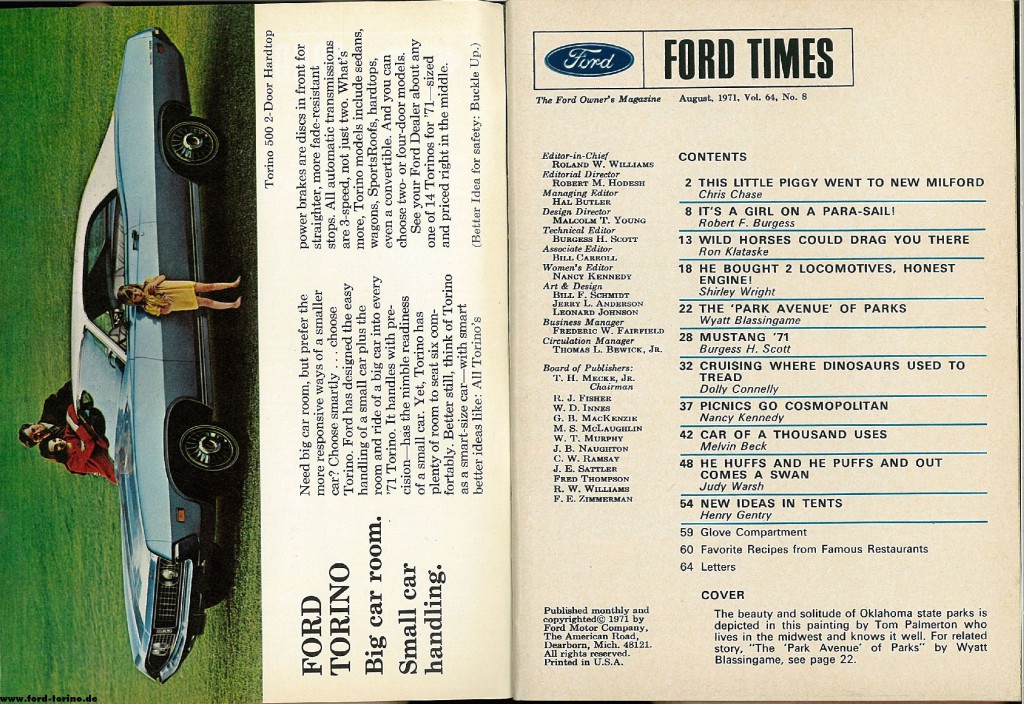 Torino 500 2-Door Hardtop
FORD
TORINO
Big car room.
Small car
handling.
Need big car room, but prefer the
more responsive ways of a smaller
car? Choose smartly . . . choose
Torino. Ford has designed the easy
handling of a small car plus the
room and ride of a big car into every
'71 Torino. It handles with pre-
cision—has the nimble readiness
of a small car. Yet, Torino has
plenty of room to seat six room-
fortably. Better still, think of Torino
as a smart-size car—with smart
better ideas like: All Torino's
power brakes are discs in front for
straighter, more fade-resistant
stops. All automatic transmissions
are 3-speed, not just two. What's
more, Torino models include sedans,
wagons, SportsRoofs, hardtops,
even a convertible. And you can
choose two- or four-door models.
See your Ford Dealer about any
one of 14 Torinos for '71—sized
and priced right in the middle.
(Better Idea for safety: Buckle Up.)
www.ford-torino.de
Ford
FORD TIMES
The Ford Owner's Magazine August, 1971, Vol. 64, No. 8
Editor-in-Chief
ROLAND W. WILLIAMS
Editorial Director
ROBERT M. HODESH
Managing Editor
HAL BUTLER
Design Director
MALCOLM T. YOUNG
Technical Editor
BURGESS H. SCOTT
Associate Editor
BILL CARROLL
Women's Editor
NANCY KENNEDY
Art & Design
BILL F. SCHMIDT
JERRY L. ANDERSON
LEONARD JOHNSON
Business Manager
FREDERIC W. FAIRFIELD
Circulation Manager
THOMAS L. BEWICK, JR.
Board of Publishers:
T. H. MECKE, JR.
Chairman
R. J. FISHER
W. D. INNES
G. B. MACKENZIE
M. S. MCLAUGHLIN
W. T. MURPHY
J. B. NAUGHTON
C. W. RAMSAY
J. E. SATTLER
FRED THOMPSON
R. W. WILLIAMS
F. E. ZIMMERMAN
Published monthly and
copyrighted© 1971 by
Ford Motor Company,
The American Road,
Dearborn, Mich. 48121.
All rights reserved.
Printed in U.S.A.
CONTENTS
2 THIS LITTLE PIGGY WENT TO NEW MILFORD
Chris Chase
8 IT'S A GIRL ON A PARA-SAIL!
Robert F. Burgess
13 WILD HORSES COULD DRAG YOU THERE
Ron Klataske
18 HE BOUGHT 2 LOCOMOTIVES, HONEST
ENGINE!
Shirley Wright
22 THE 'PARK AVENUE' OF PARKS
Wyatt Blassingame
28 MUSTANG '71
Burgess H. Scott
32 CRUISING WHERE DINOSAURS USED TO
TREAD
Dolly Connelly
37 PICNICS GO COSMOPOLITAN
Nancy Kennedy
42 CAR OF A THOUSAND USES
Melvin Beck
48 HE HUFFS AND HE PUFFS AND OUT
COMES A SWAN
Judy Warsh
54 NEW IDEAS IN TENTS
Henry Gentry
59 Glove Compartment
60 Favorite Recipes from Famous Restaurants
64 Letters
COVER
The beauty and solitude of Oklahoma state parks is
depicted in this painting by Tom Palmerton who
lives in the midwest and knows it well. For related
story, "The 'Park Avenue' of Parks" by Wyatt
Blassingame, see page 22.